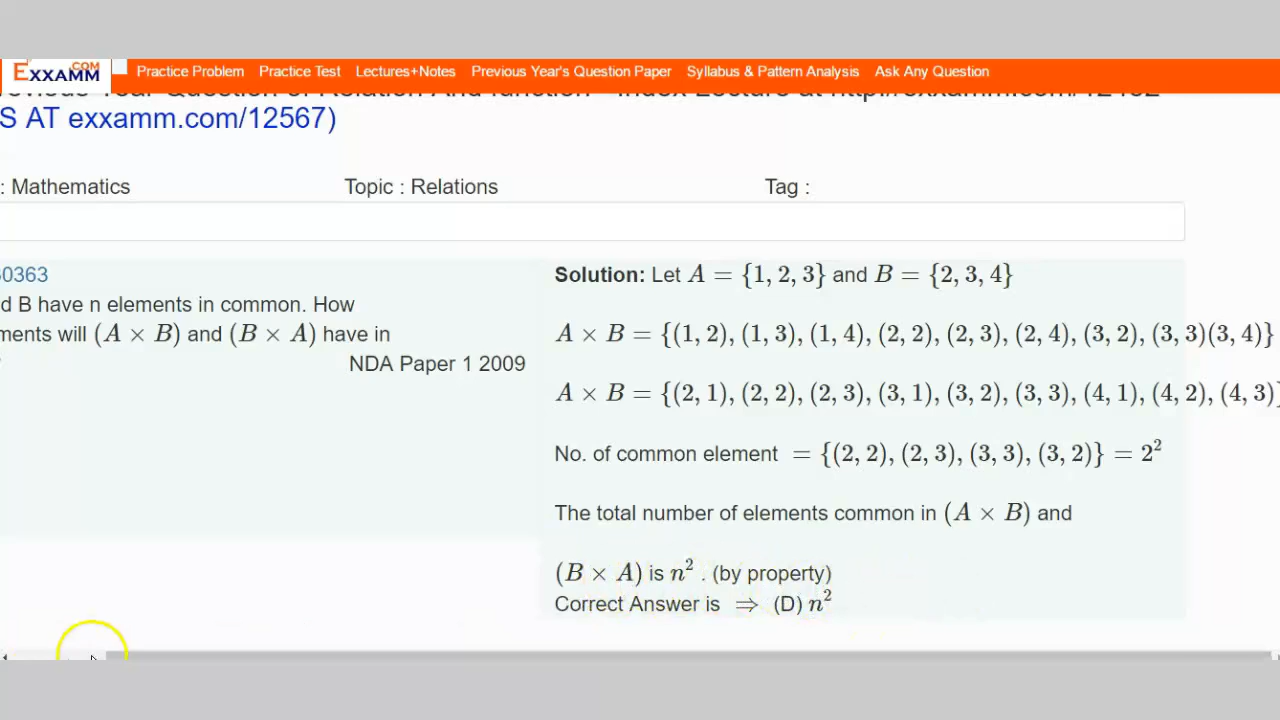 EXXAMM .COM
Practice Problem Practice Test Lectures+Notes Previous Year's Question Paper Syllabus & Pattern Analysis Ask Any Question
S AT exxamm.com/12567)
: Mathematics Topic : Relations Tag :
0363
d B have n elements in common. How
ments will (A × B) and (B × A) have in
NDA Paper 1 2009
Solution: Let A = {1, 2, 3} and B = {2, 3, 4}
A × B = {(1, 2), (1, 3), (1, 4), (2, 2), (2, 3), (2, 4), (3, 2), (3, 3)(3, 4)}
A × B = {(2, 1), (2, 2), (2, 3), (3, 1), (3, 2), (3, 3), (4, 1), (4, 2), (4, 3)}
No. of common element = {(2, 2), (2, 3), (3, 3), (3, 2)} = 2²
The total number of elements common in (A × B) and
(B × A) is n² . (by property)
Correct Answer is ⇒ (D) n²